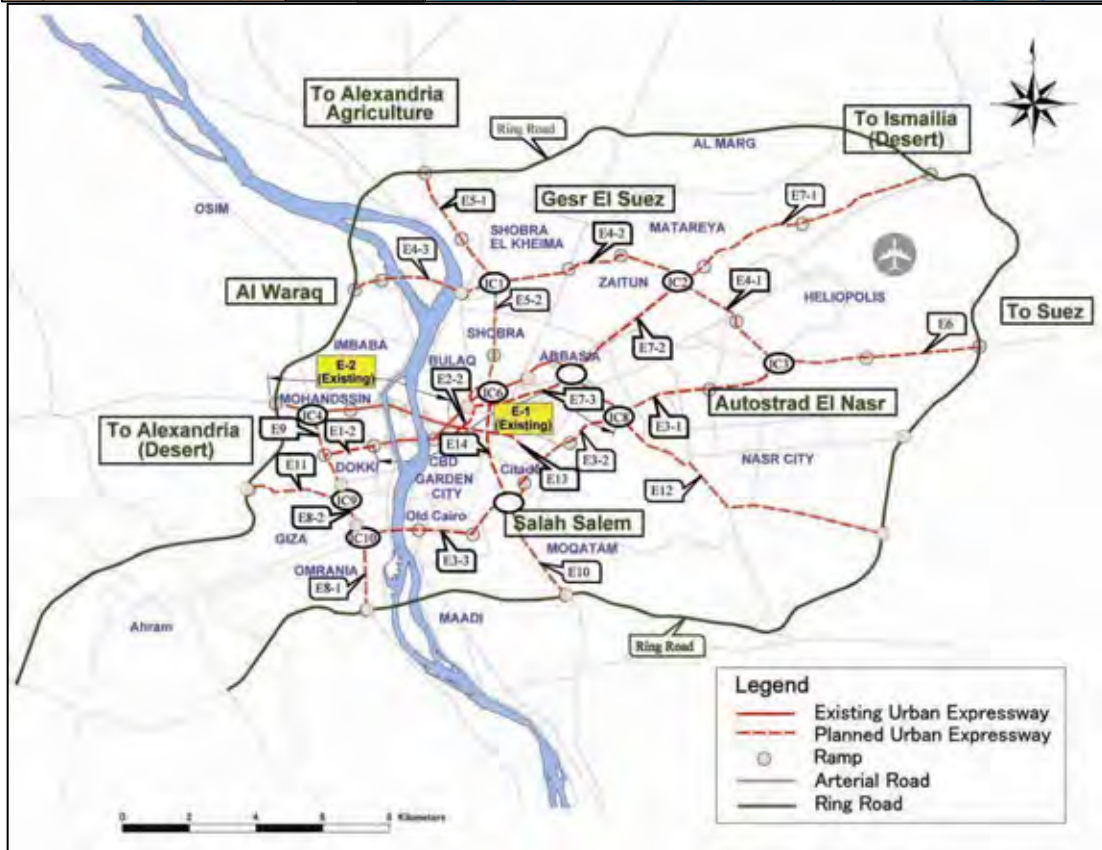 To Alexandria
Agriculture
Ring Road
AL MARG
To Ismailia
(Desert)
OSIM
E5-1
Gesr El Suez
E7-1
SHOBRA
EL KHEIMA
E4-2
MATAREYA
E4-3
IC1
ZAITUN
IC2
E4-1
HELIOPOLIS
Al Waraq
E5-2
To Suez
IMBABA
SHOBRA
E7-2
E6
E-2
(Existing)
BULAQ
ABBASIA
E2-2
MOHANDSSIN
IC6
E7-3
Autostrad El Nasr
IC4
E-1
(Existing)
IC8
E3-1
E9
E1-2
To Alexandria
(Desert)
E14
E3-2
DOKKI
CBD
GARDEN
CITY
E13
NASR CITY
E11
E12
IC9
E8-2
Old Cairo
Salah Salem
GIZA
IC10
E3-3
MOQATAM
OMRANIA
E10
E8-1
Ahram
MAADI
Ring Road
Legend
Existing Urban Expressway
Planned Urban Expressway
Ramp
Arterial Road
Ring Road
0 2 4 6 8 Kilometers